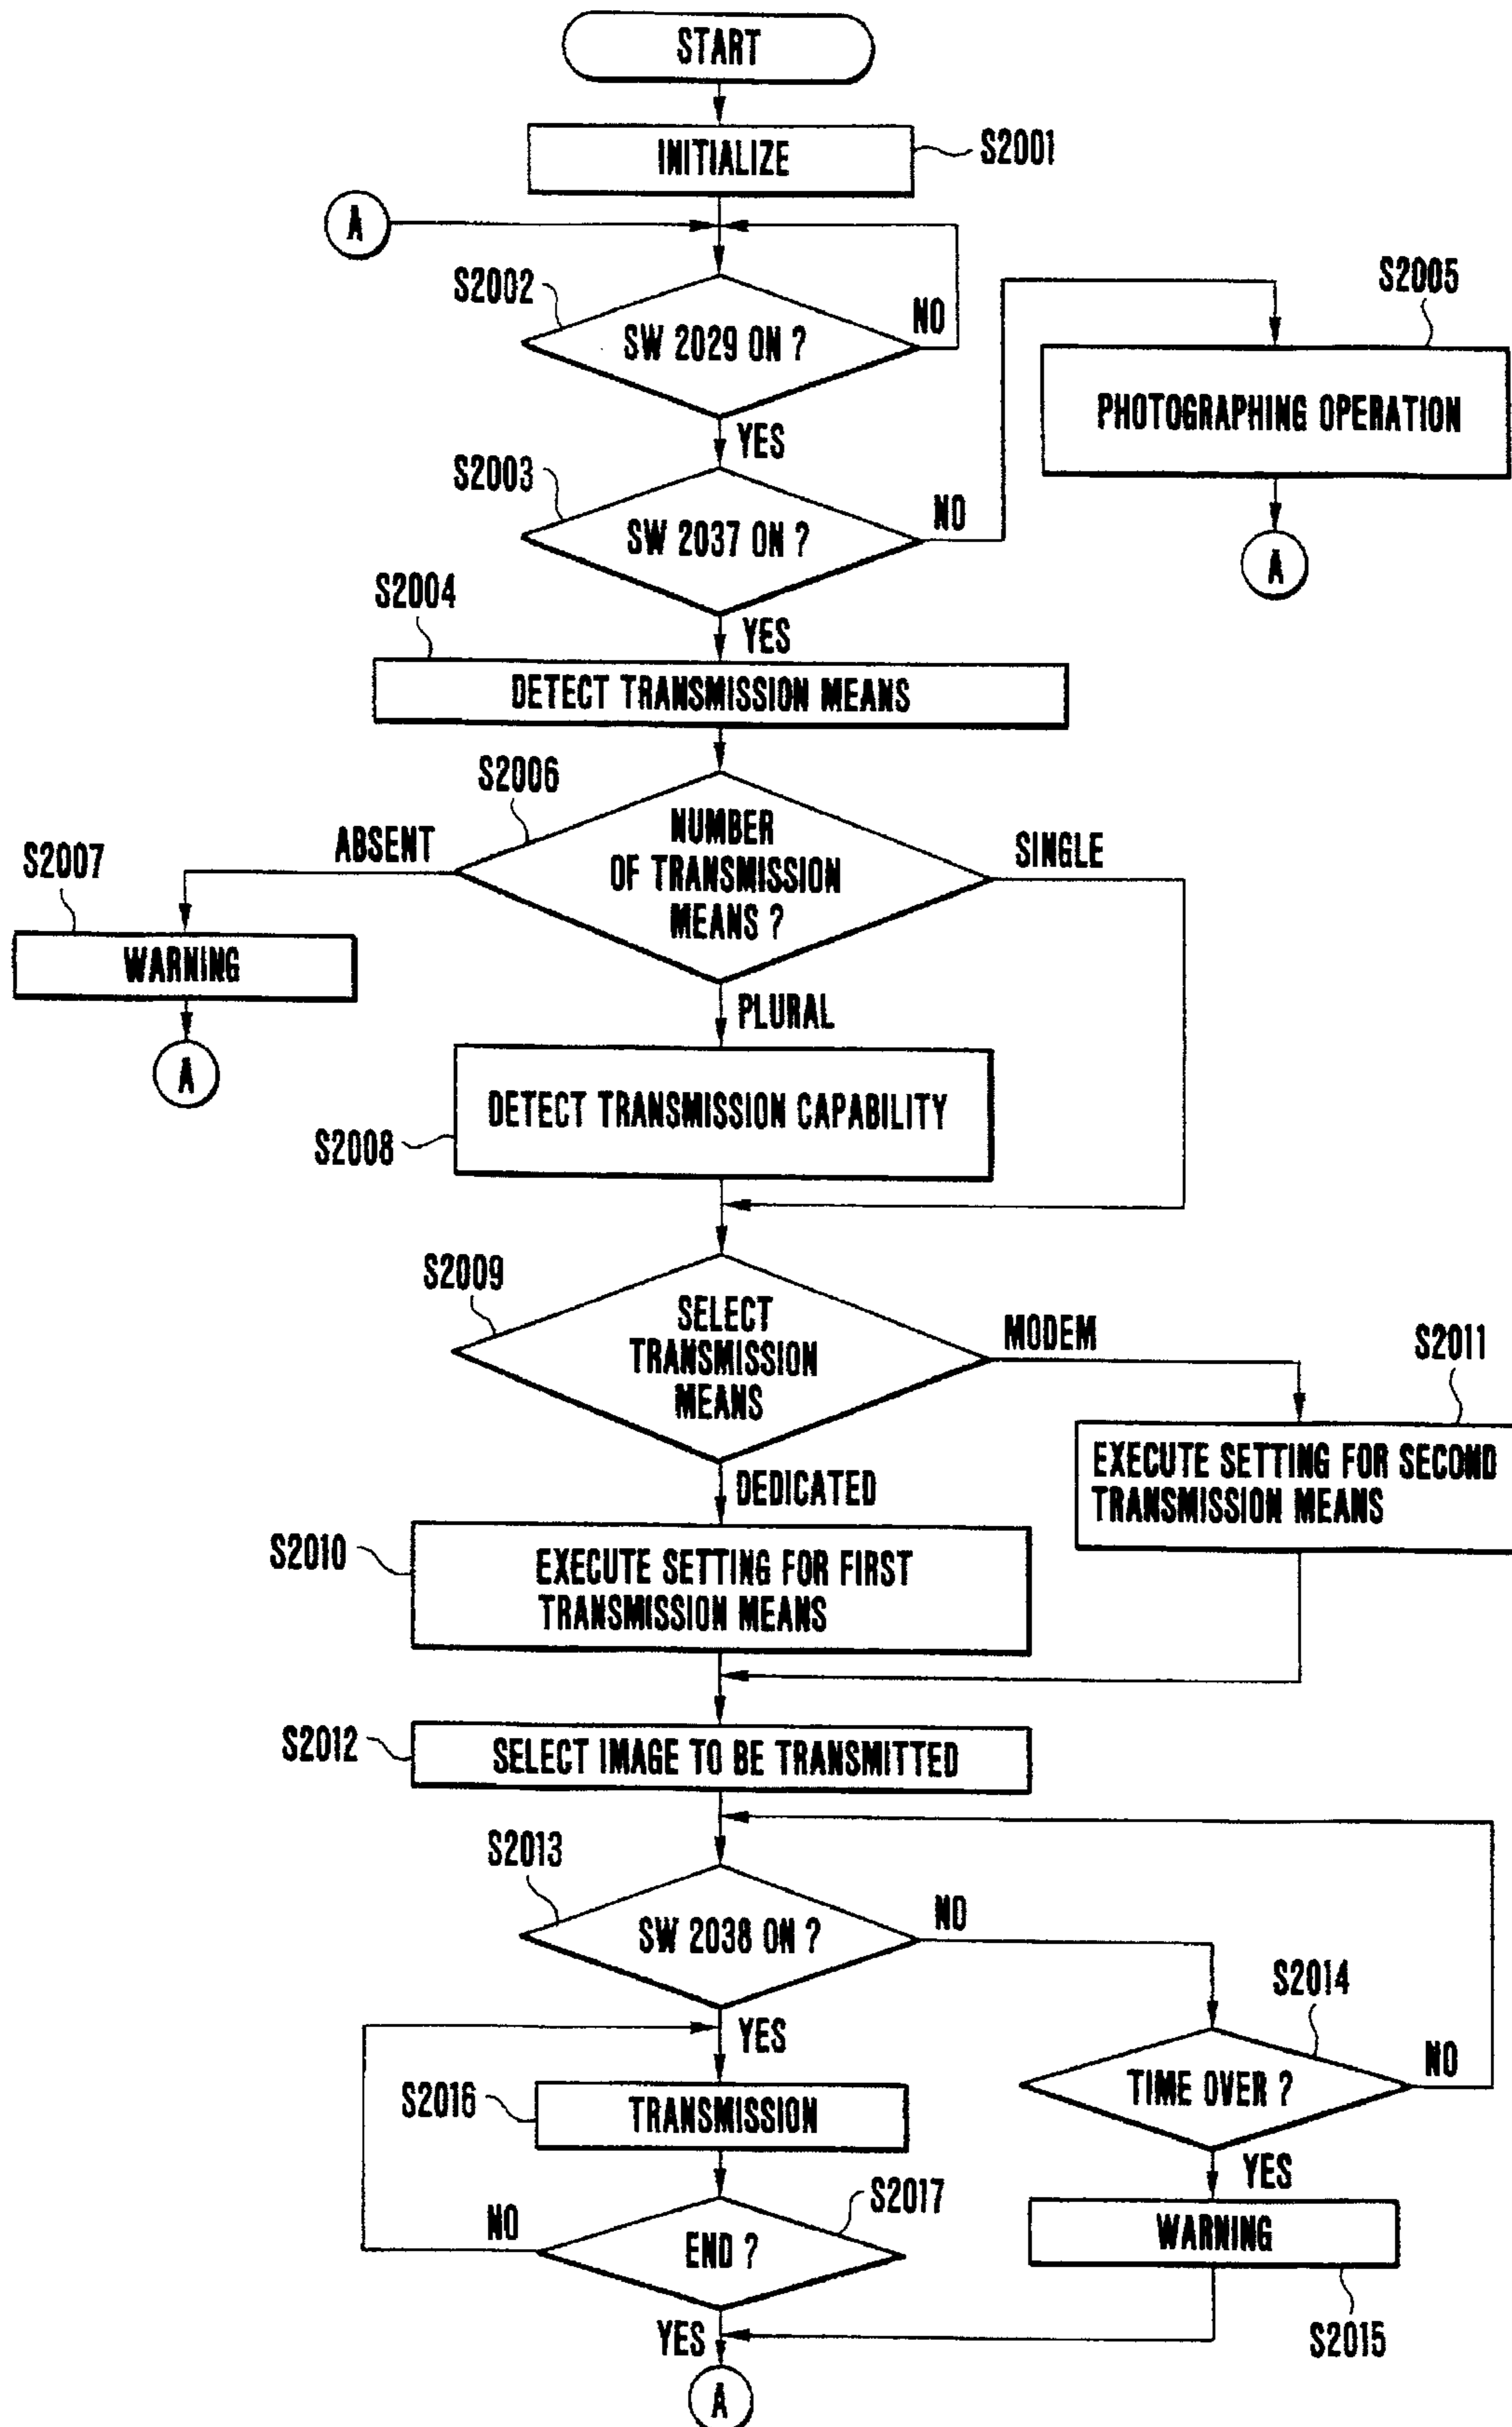 START
INITIALIZE
S2001
A
S2002
SW 2029 ON ?
NO
S2005
PHOTOGRAPHING OPERATION
YES
S2003
SW 2037 ON ?
NO
A
S2004
YES
DETECT TRANSMISSION MEANS
S2006
ABSENT
NUMBER
OF TRANSMISSION
MEANS ?
SINGLE
S2007
WARNING
A
PLURAL
DETECT TRANSMISSION CAPABILITY
S2008
S2009
SELECT
TRANSMISSION
MEANS
MODEM
S2011
EXECUTE SETTING FOR SECOND
TRANSMISSION MEANS
DEDICATED
S2010
EXECUTE SETTING FOR FIRST
TRANSMISSION MEANS
S2012
SELECT IMAGE TO BE TRANSMITTED
S2013
SW 2038 ON ?
NO
S2014
TIME OVER ?
NO
YES
S2016
TRANSMISSION
YES
S2017
NO
END ?
WARNING
S2015
YES
A